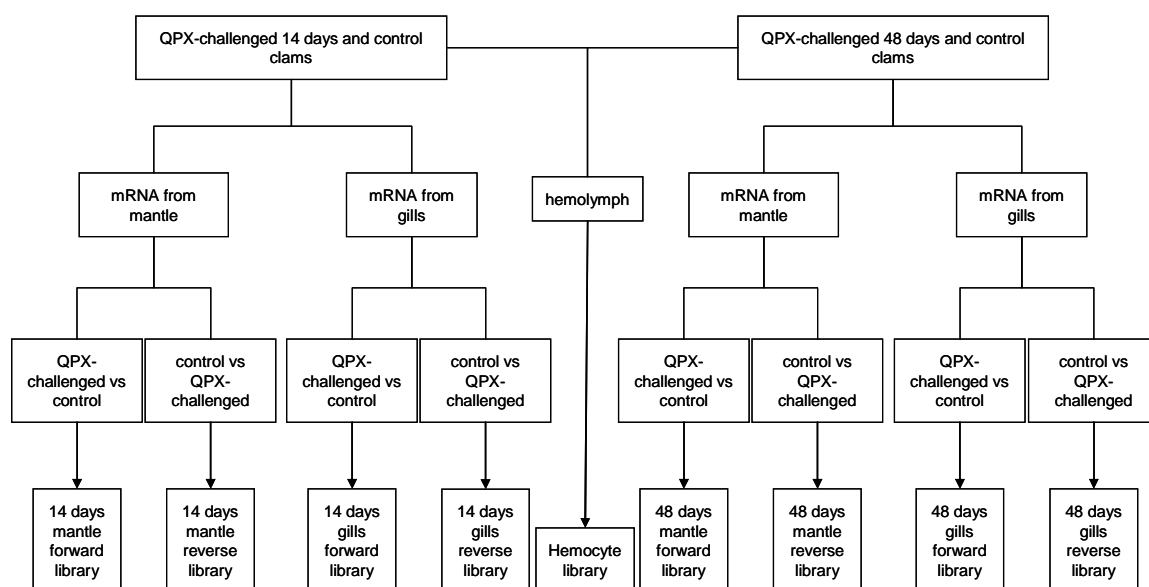 QPX-challenged 14 days and control
clams
QPX-challenged 48 days and control
clams
mRNA from
mantle
mRNA from
gills
hemolymph
mRNA from
mantle
mRNA from
gills
QPX-
challenged vs
control
control vs
QPX-
challenged
QPX-
challenged vs
control
control vs
QPX-
challenged
QPX-
challenged vs
control
control vs
QPX-
challenged
QPX-
challenged vs
control
control vs
QPX-
challenged
14 days
mantle
forward
library
14 days
mantle
reverse
library
14 days
gills
forward
library
14 days
gills
reverse
library
Hemocyte
library
48 days
mantle
forward
library
48 days
mantle
reverse
library
48 days
gills
forward
library
48 days
gills
reverse
library